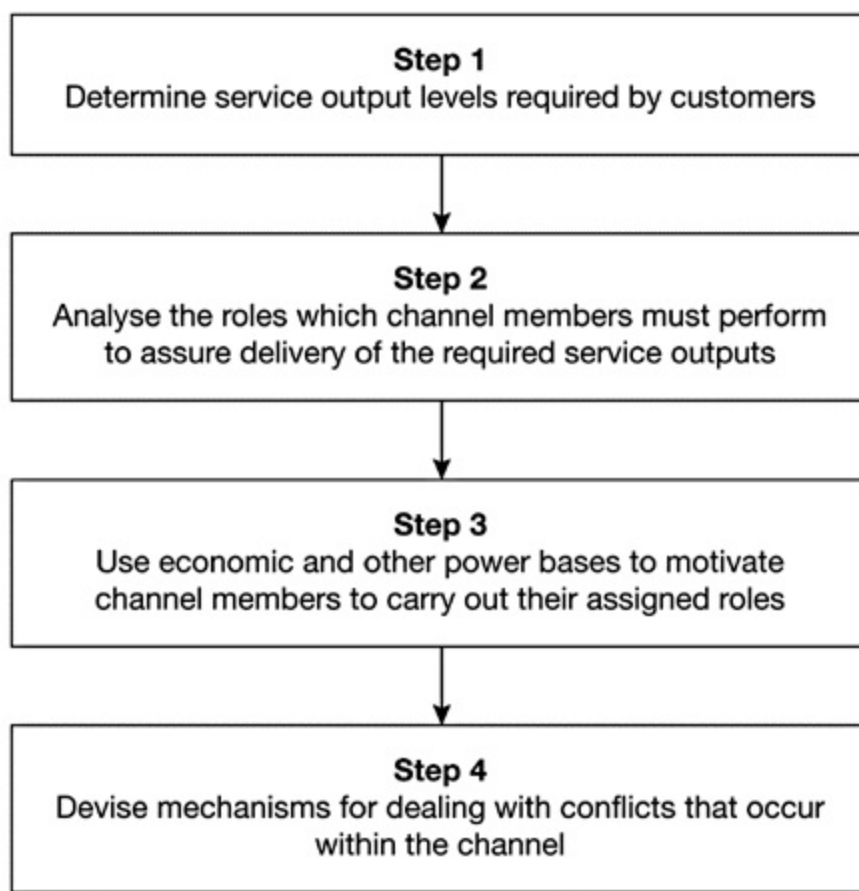 Step 1
Determine service output levels required by customers
Step 2
Analyse the roles which channel members must perform
to assure delivery of the required service outputs
Step 3
Use economic and other power bases to motivate
channel members to carry out their assigned roles
Step 4
Devise mechanisms for dealing with conflicts that occur
within the channel